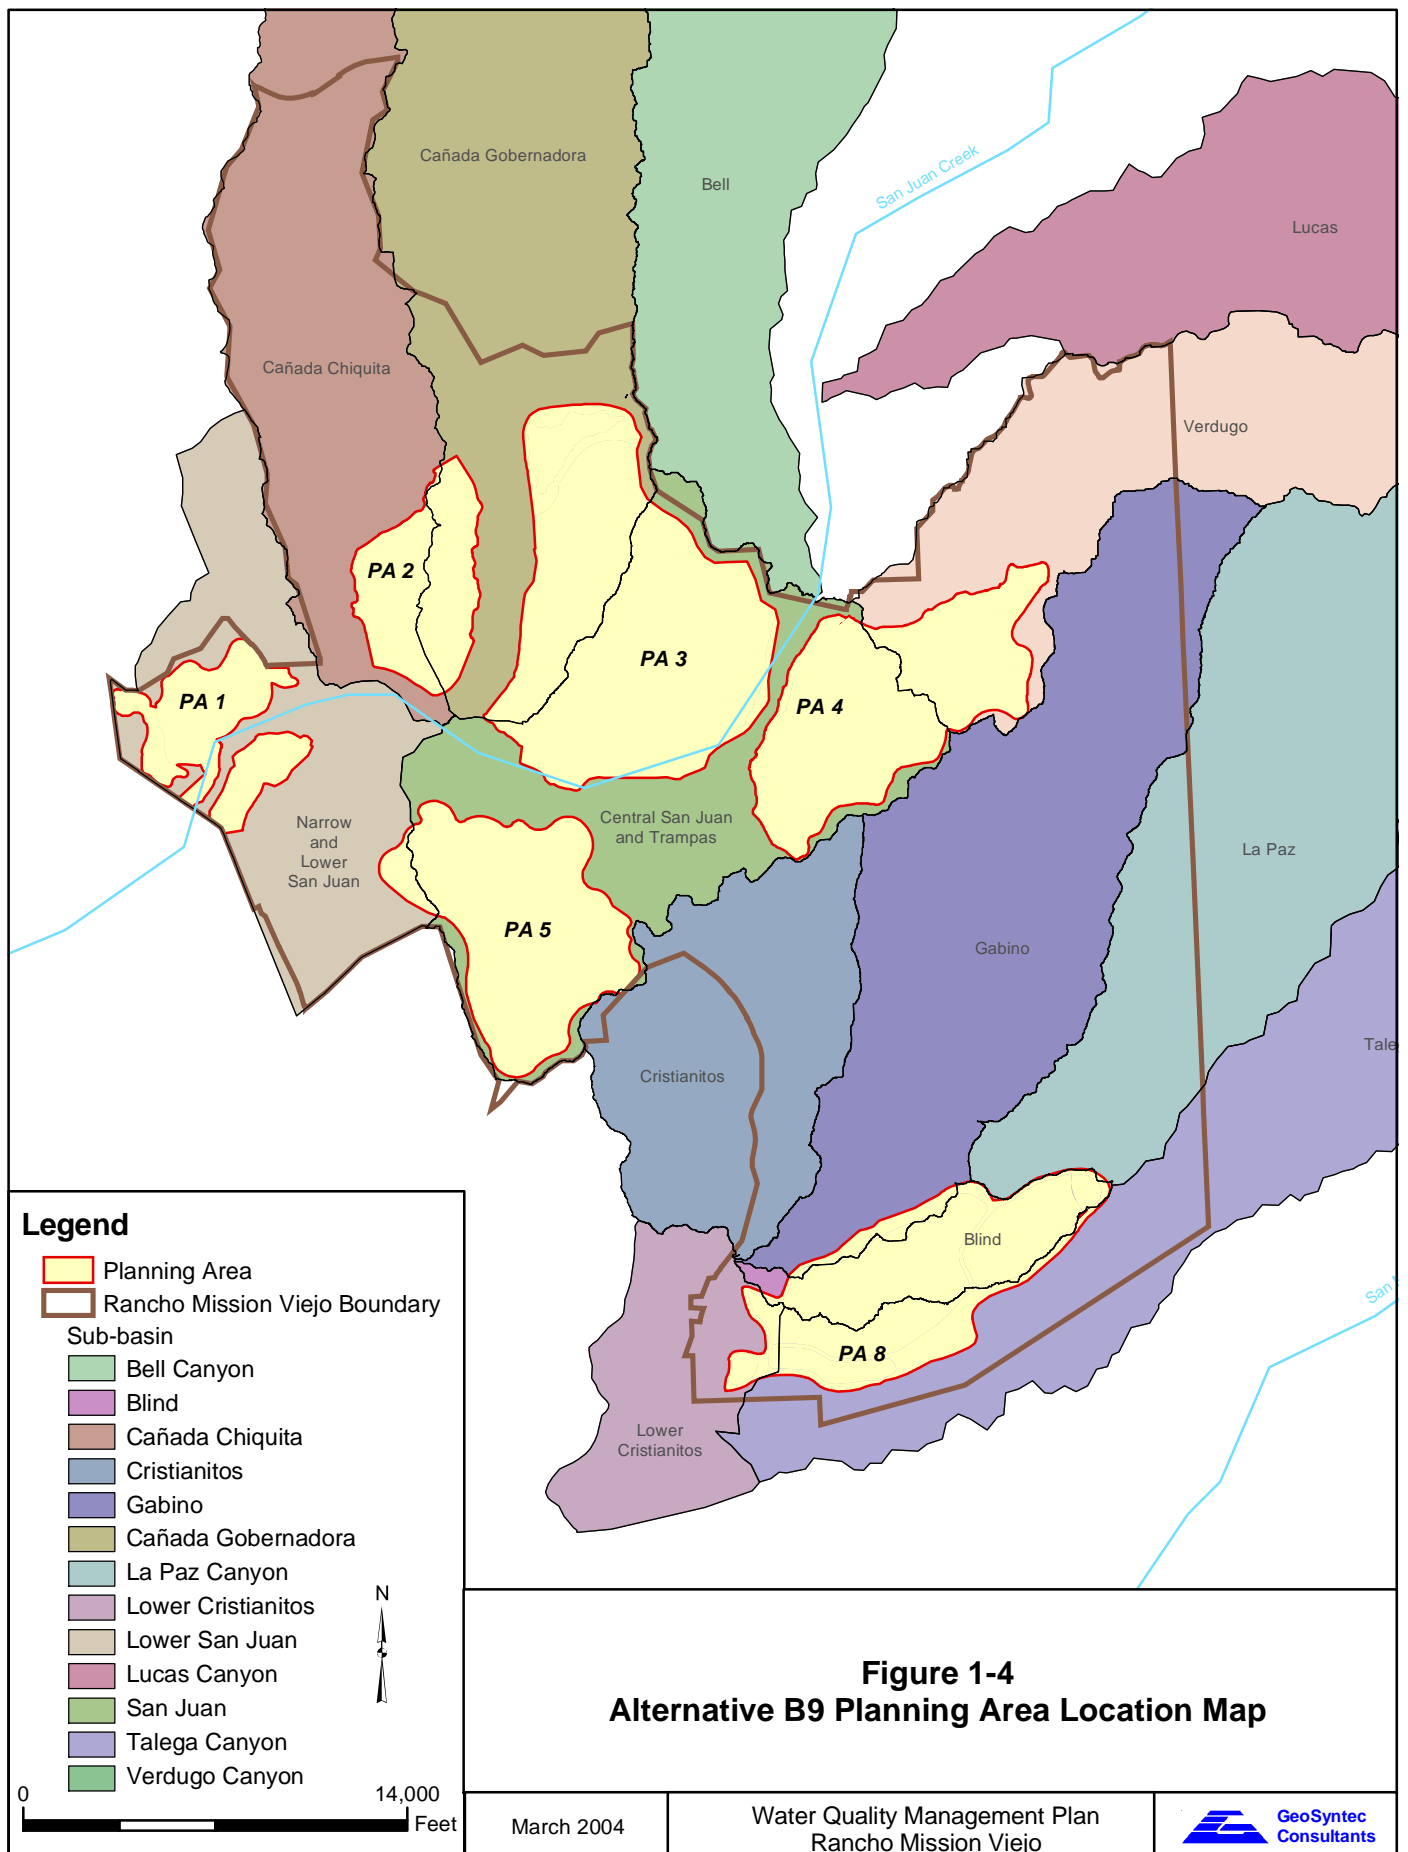 Cañada Gobernadora
Bell
San Juan Creek
Lucas
Cañada Chiquita
Verdugo
PA 2
PA 3
PA 1
PA 4
Narrow
and
Lower
San Juan
Central San Juan
and Trampas
La Paz
PA 5
Gabino
Tale
Cristianitos
Blind
San
PA 8
Lower
Cristianitos
Legend
Planning Area
Rancho Mission Viejo Boundary
Sub-basin
Bell Canyon
Blind
Cañada Chiquita
Cristianitos
Gabino
Cañada Gobernadora
La Paz Canyon
Lower Cristianitos
Lower San Juan
Lucas Canyon
San Juan
Talega Canyon
Verdugo Canyon
N
0 14,000
Feet
Figure 1-4
Alternative B9 Planning Area Location Map
March 2004
Water Quality Management Plan
Rancho Mission Viejo
GeoSyntec
Consultants